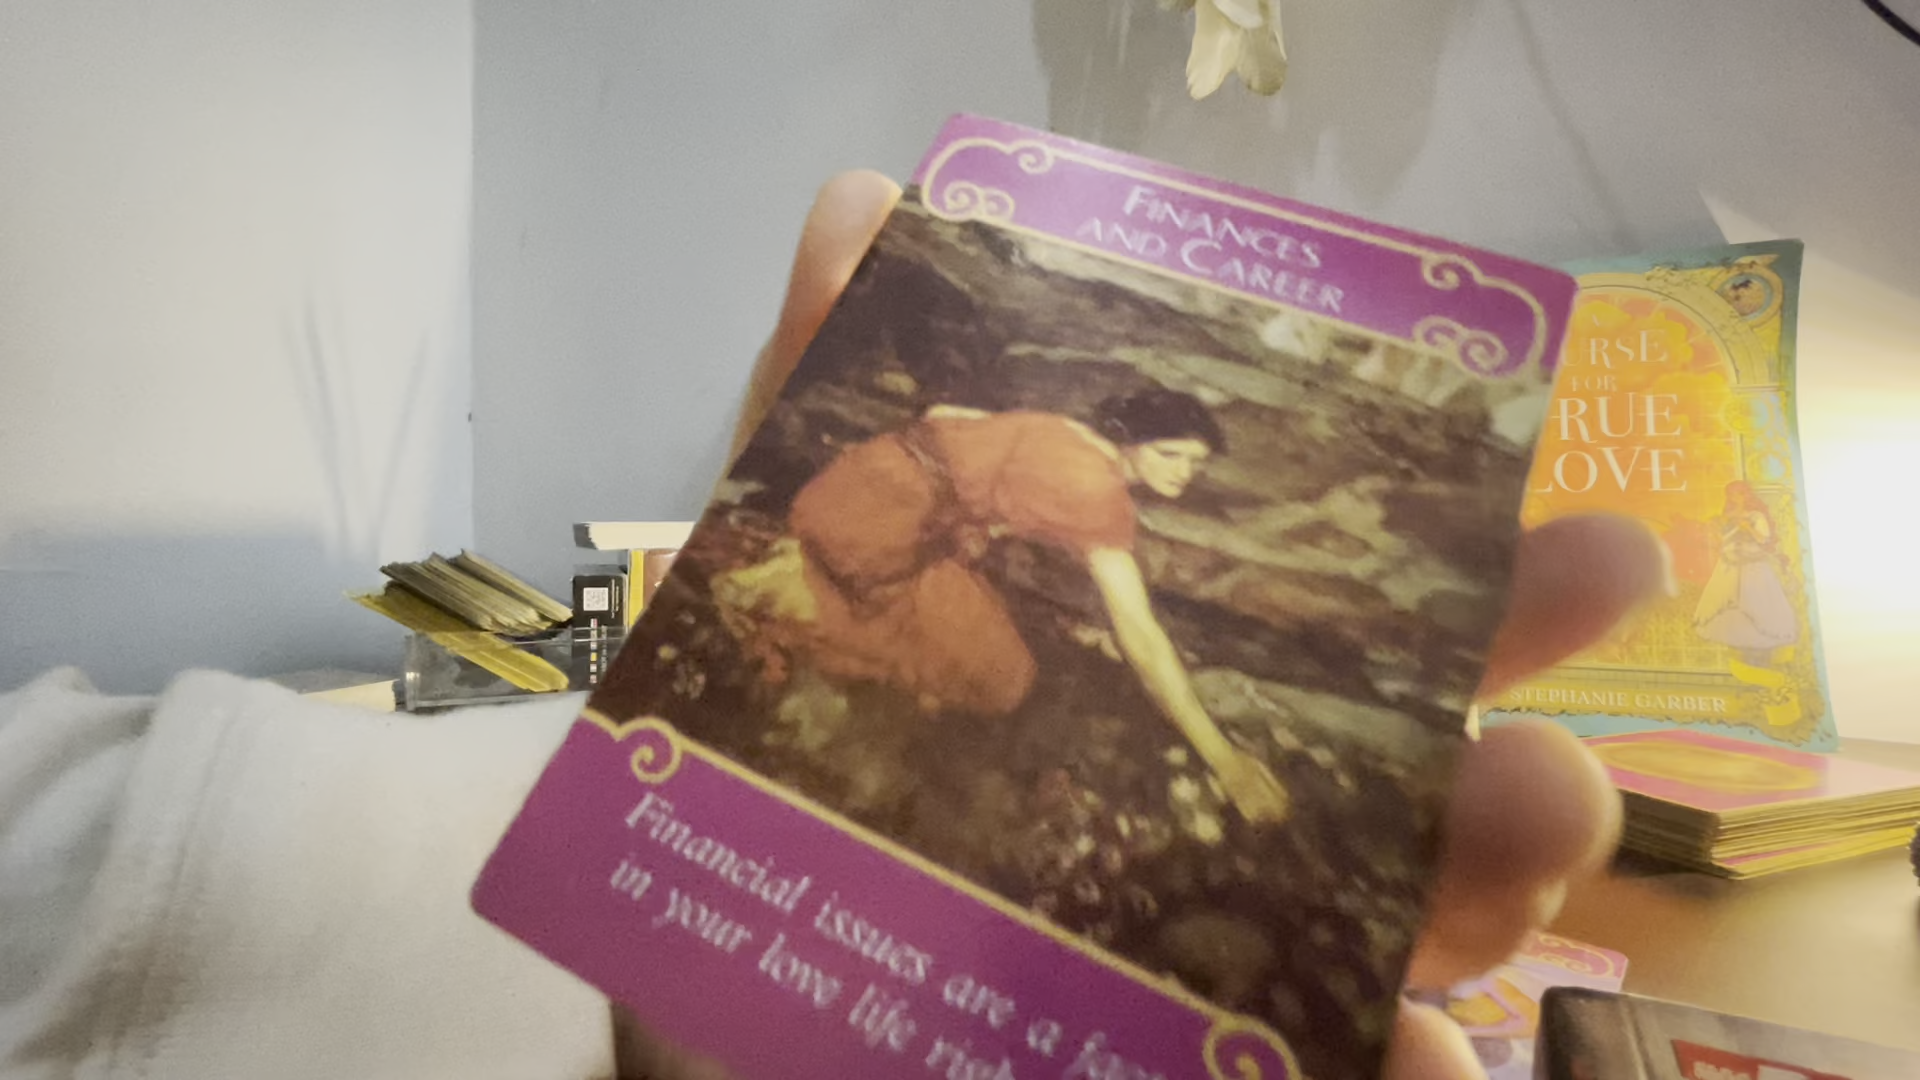 FINANCES
AND CAREER
Financial issues are a
in your love life
URSE
FOR
RUE
LOVE
STEPHANIE GARBER